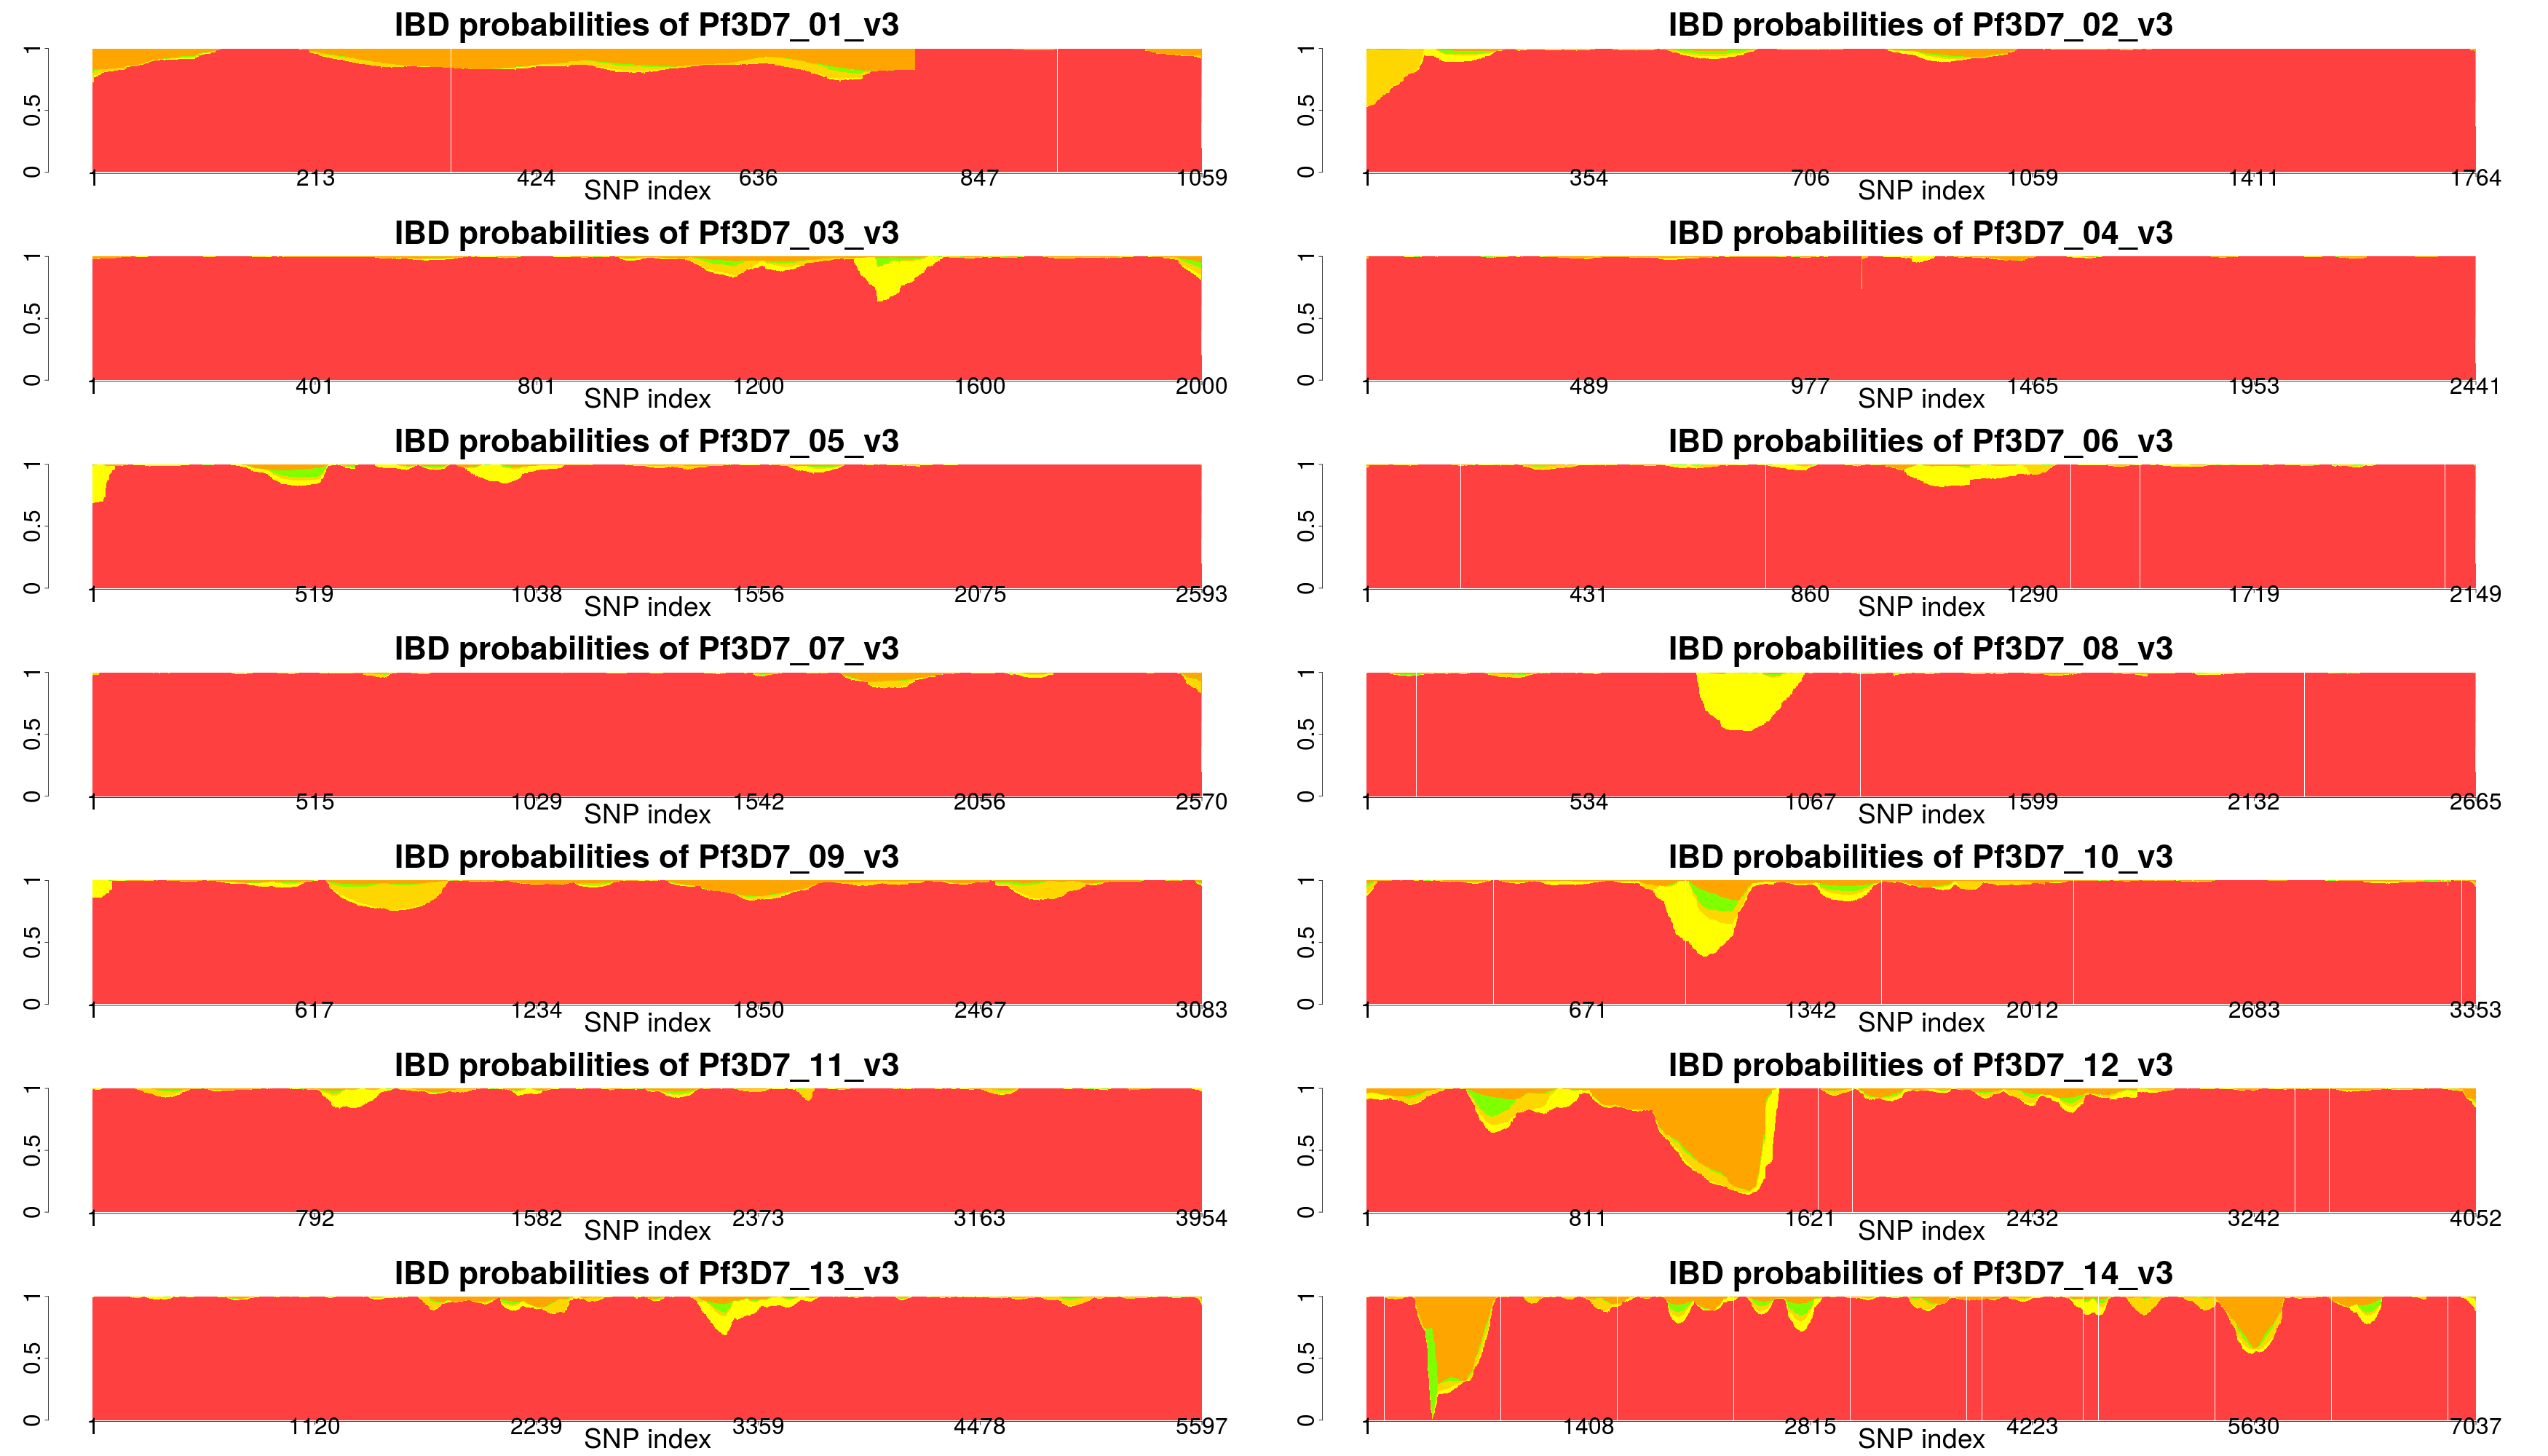 IBD probabilities of Pf3D7_01_v3
1
0.5
0
1 213 424 636 847 1059
SNP index
IBD probabilities of Pf3D7_02_v3
1
0.5
0
1 354 706 1059 1411 1764
SNP index
IBD probabilities of Pf3D7_03_v3
1
0.5
0
1 401 801 1200 1600 2000
SNP index
IBD probabilities of Pf3D7_04_v3
1
0.5
0
1 489 977 1465 1953 2441
SNP index
IBD probabilities of Pf3D7_05_v3
1
0.5
0
1 519 1038 1556 2075 2593
SNP index
IBD probabilities of Pf3D7_06_v3
1
0.5
0
1 431 860 1290 1719 2149
SNP index
IBD probabilities of Pf3D7_07_v3
1
0.5
0
1 515 1029 1542 2056 2570
SNP index
IBD probabilities of Pf3D7_08_v3
1
0.5
0
1 534 1067 1599 2132 2665
SNP index
IBD probabilities of Pf3D7_09_v3
1
0.5
0
1 617 1234 1850 2467 3083
SNP index
IBD probabilities of Pf3D7_10_v3
1
0.5
0
1 671 1342 2012 2683 3353
SNP index
IBD probabilities of Pf3D7_11_v3
1
0.5
0
1 792 1582 2373 3163 3954
SNP index
IBD probabilities of Pf3D7_12_v3
1
0.5
0
1 811 1621 2432 3242 4052
SNP index
IBD probabilities of Pf3D7_13_v3
1
0.5
0
1 1120 2239 3359 4478 5597
SNP index
IBD probabilities of Pf3D7_14_v3
1
0.5
0
1 1408 2815 4223 5630 7037
SNP index